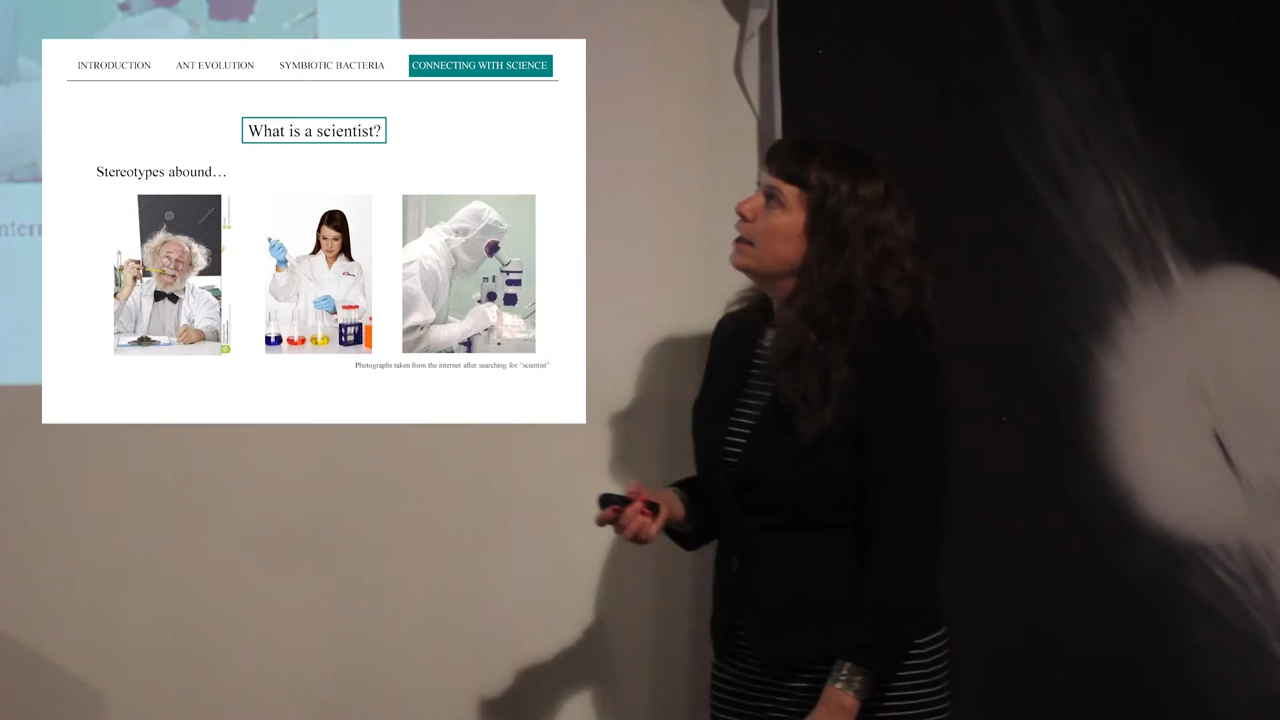 INTRODUCTION ANT EVOLUTION SYMBIOTIC BACTERIA CONNECTING WITH SCIENCE
What is a scientist?
Stereotypes abound…
Photographs taken from the internet after searching for "scientist"